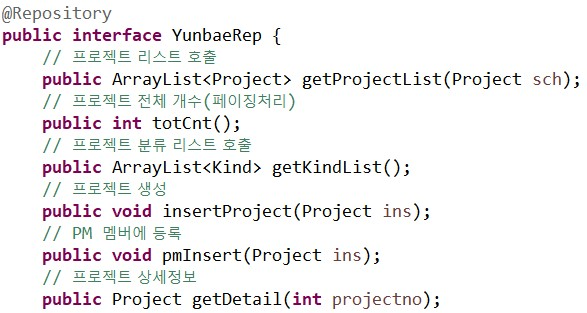 @Repository
public interface YunbaeRep {
    // 프로젝트 리스트 호출
    public ArrayList<Project> getProjectList(Project sch);
    // 프로젝트 전체 개수(페이징처리)
    public int totCnt();
    // 프로젝트 분류 리스트 호출
    public ArrayList<Kind> getKindList();
    // 프로젝트 생성
    public void insertProject(Project ins);
    // PM 멤버에 등록
    public void pmInsert(Project ins);
    // 프로젝트 상세정보
    public Project getDetail(int projectno);